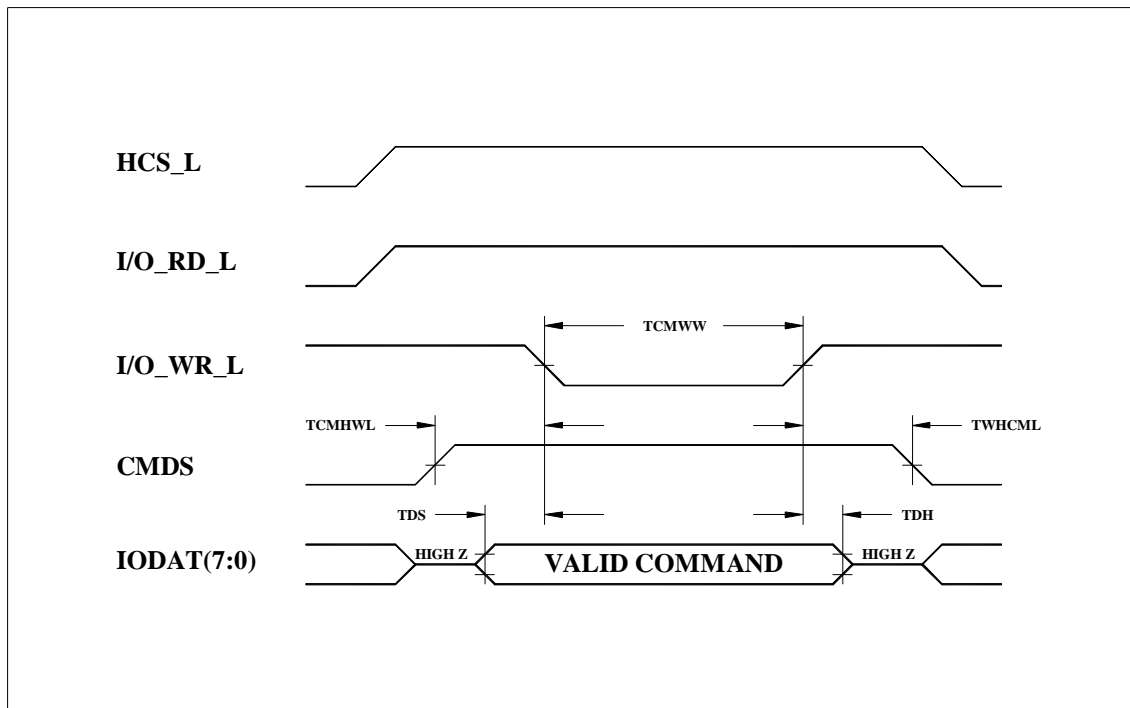 HCS_L
I/O_RD_L
TCMWW
I/O_WR_L
TCMHWL
TWHCML
CMDS
TDS
TDH
IODAT(7:0)
HIGH Z
VALID COMMAND
HIGH Z